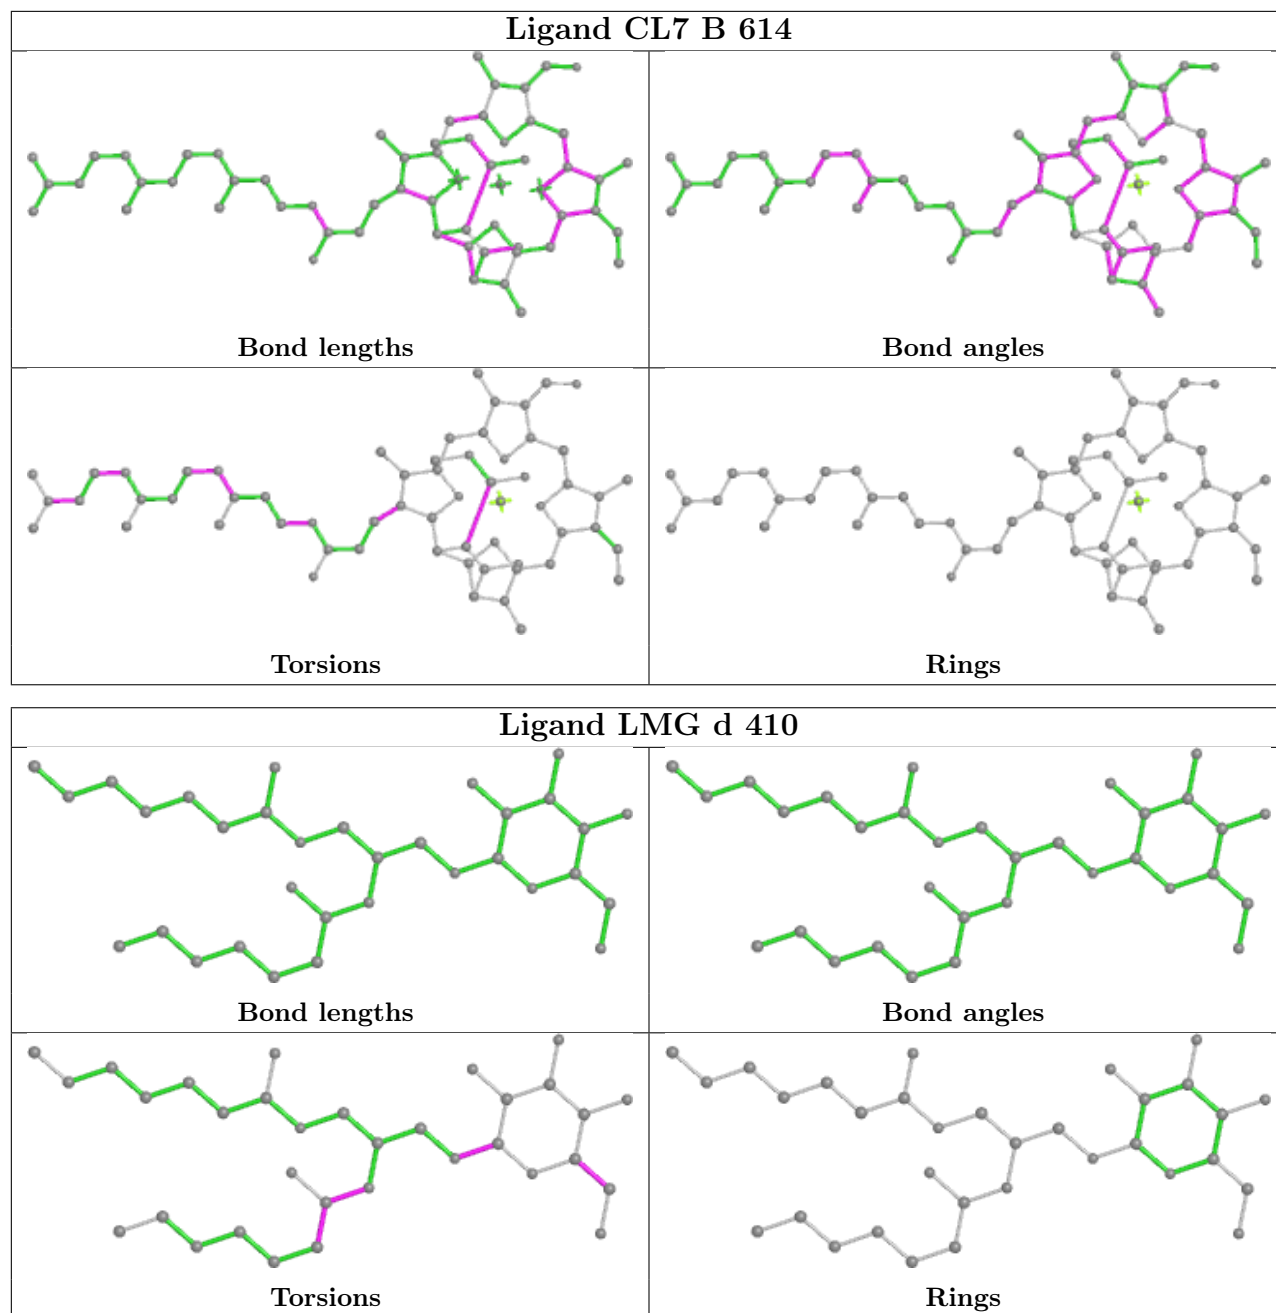 Ligand CL7 B 614
Bond lengths
Bond angles
Torsions
Rings
Ligand LMG d 410
Bond lengths
Bond angles
Torsions
Rings